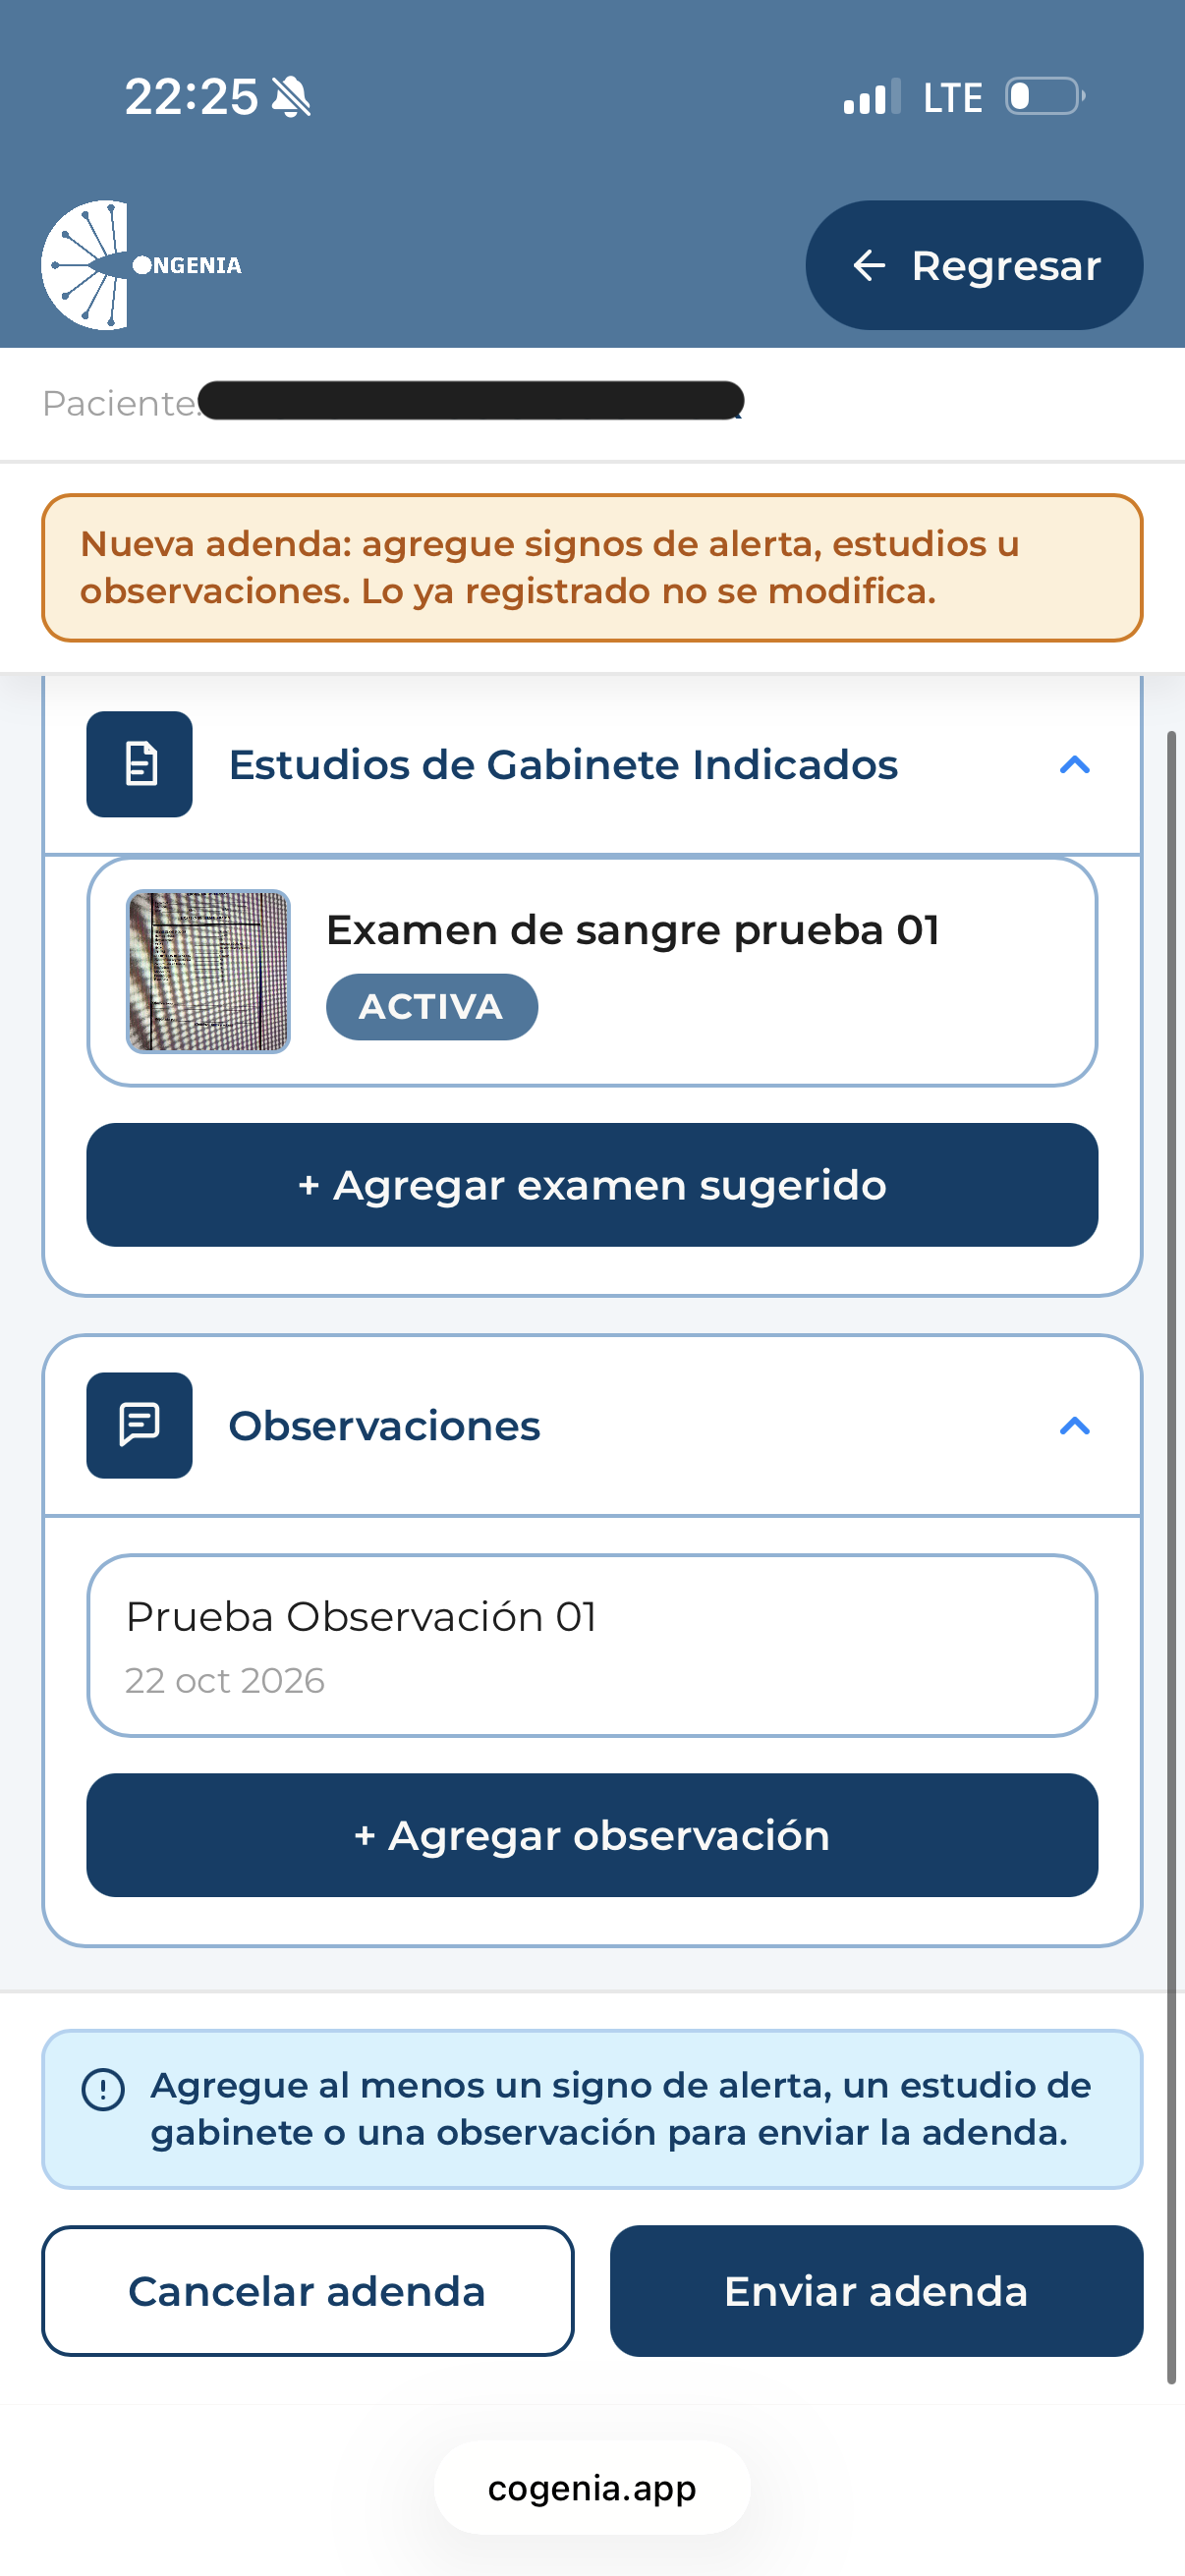 22:25
LTE
ONGENIA
← Regresar
Paciente:
Nueva adenda: agregue signos de alerta, estudios u
observaciones. Lo ya registrado no se modifica.
Estudios de Gabinete Indicados
Examen de sangre prueba 01
ACTIVA
+ Agregar examen sugerido
Observaciones
Prueba Observación 01
22 oct 2026
+ Agregar observación
Agregue al menos un signo de alerta, un estudio de
gabinete o una observación para enviar la adenda.
Cancelar adenda
Enviar adenda
cogenia.app